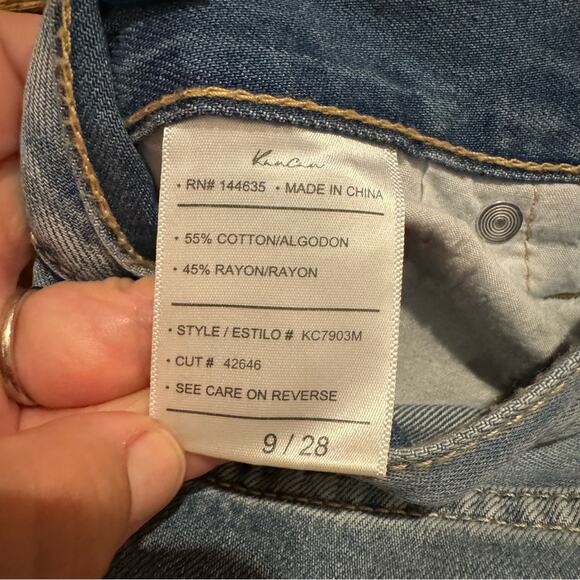 KanCan
• RN# 144635 • MADE IN CHINA
• 55% COTTON/ALGODON
• 45% RAYON/RAYON
• STYLE / ESTILO # KC7903M
• CUT # 42646
• SEE CARE ON REVERSE
9 / 28